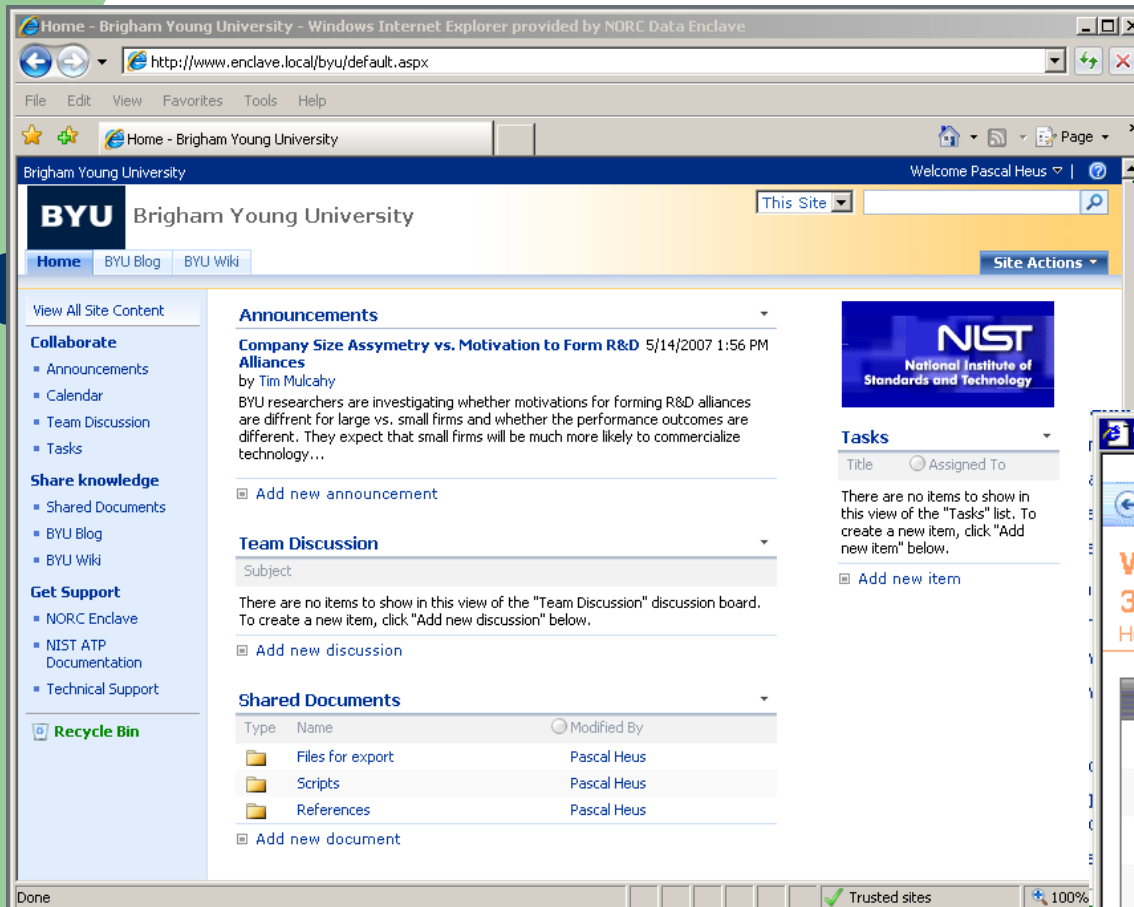 Home - Brigham Young University - Windows Internet Explorer provided by NORC Data Enclave
http://www.enclave.local/byu/default.aspx
File Edit View Favorites Tools Help
Home - Brigham Young University
Page
Brigham Young University
Welcome Pascal Heus
BYU Brigham Young University
This Site
Home BYU Blog BYU Wiki
Site Actions
View All Site Content
Collaborate
Announcements
Calendar
Team Discussion
Tasks
Share knowledge
Shared Documents
BYU Blog
BYU Wiki
Get Support
NORC Enclave
NIST ATP
Documentation
Technical Support
Recycle Bin
Announcements
Company Size Assymetry vs. Motivation to Form R&D 5/14/2007 1:56 PM
Alliances
by Tim Mulcahy
BYU researchers are investigating whether motivations for forming R&D alliances
are diffrent for large vs. small firms and whether the performance outcomes are
different. They expect that small firms will be much more likely to commercialize
technology...
Add new announcement
Team Discussion
Subject
There are no items to show in this view of the "Team Discussion" discussion board.
To create a new item, click "Add new discussion" below.
Add new discussion
Shared Documents
Type Name Modified By
Files for export Pascal Heus
Scripts Pascal Heus
References Pascal Heus
Add new document
NIST
National Institute of
Standards and Technology
Tasks
Title Assigned To
There are no items to show in
this view of the "Tasks" list. To
create a new item, click "Add
new item" below.
Add new item
Done
Trusted sites
100%